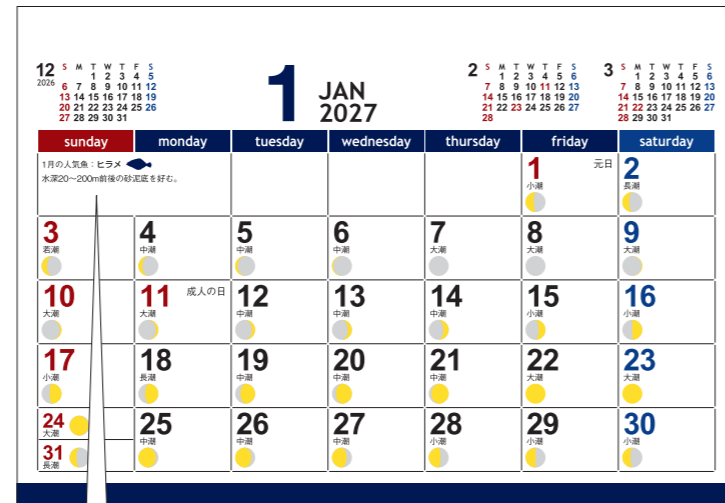 12
2026
S M T W T F S
1 2 3 4 5
6 7 8 9 10 11 12
13 14 15 16 17 18 19
20 21 22 23 24 25 26
27 28 29 30 31
1
JAN
2027
2
S M T W T F S
1 2 3 4 5 6
7 8 9 10 11 12 13
14 15 16 17 18 19 20
21 22 23 24 25 26 27
28
3
S M T W T F S
1 2 3 4 5 6
7 8 9 10 11 12 13
14 15 16 17 18 19 20
21 22 23 24 25 26 27
28 29 30 31
sunday monday tuesday wednesday thursday friday saturday
1月の人気魚：ヒラメ
水深20〜200m前後の砂泥底を好む。
1 元日 2
小潮 長潮
3 4 5 6 7 8 9
若潮 中潮 中潮 中潮 大潮 大潮 大潮
10 11 成人の日 12 13 14 15 16
大潮 大潮 中潮 中潮 中潮 小潮 小潮
17 18 19 20 21 22 23
小潮 長潮 中潮 中潮 中潮 大潮 大潮
24 25 26 27 28 29 30
大潮 中潮 中潮 中潮 小潮 小潮 小潮
31
長潮